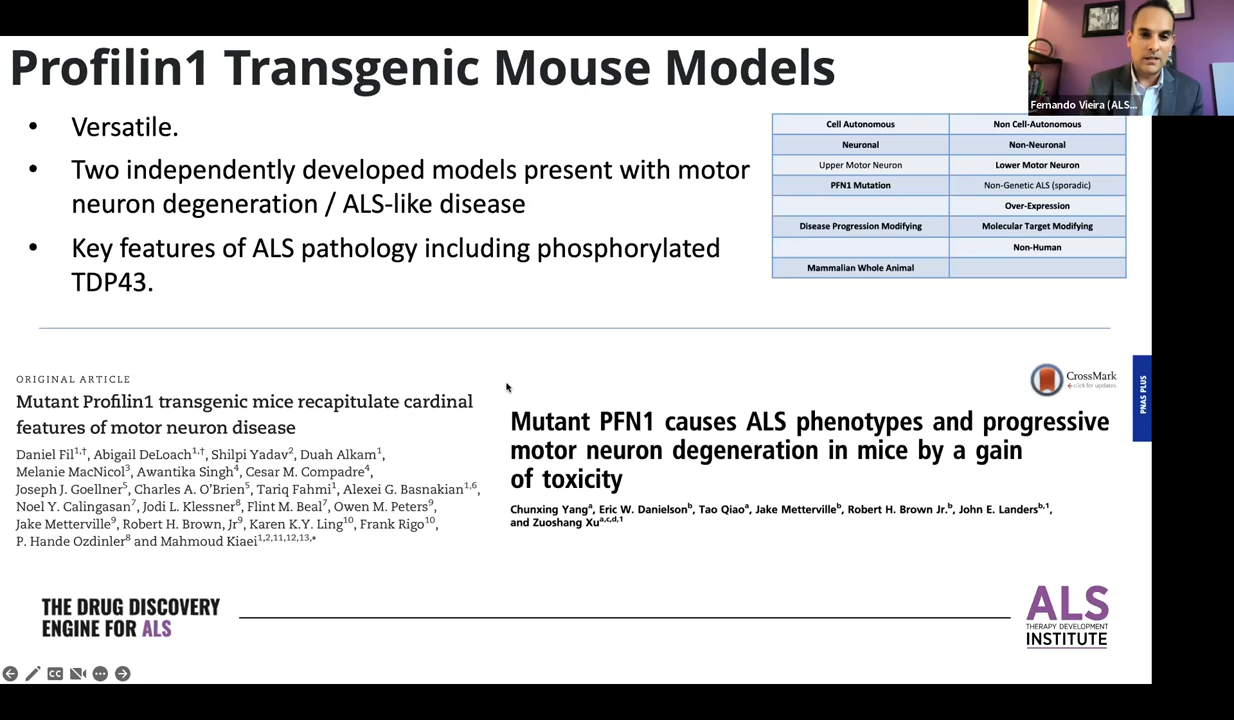 Profilin1 Transgenic Mouse Models
Fernando Vieira (ALS...
• Versatile.
• Two independently developed models present with motor
neuron degeneration / ALS-like disease
• Key features of ALS pathology including phosphorylated
TDP43.
Cell Autonomous Non Cell-Autonomous
Neuronal Non-Neuronal
Upper Motor Neuron Lower Motor Neuron
PFN1 Mutation Non-Genetic ALS (sporadic)
Over-Expression
Disease Progression Modifying Molecular Target Modifying
Non-Human
Mammalian Whole Animal
ORIGINAL ARTICLE
Mutant Profilin1 transgenic mice recapitulate cardinal
features of motor neuron disease
Daniel Fil1,†, Abigail DeLoach1,†, Shilpi Yadav2, Duah Alkam1,
Melanie MacNicol3, Awantika Singh4, Cesar M. Compadre4,
Joseph J. Goellner5, Charles A. O'Brien5, Tariq Fahmi1, Alexei G. Basnakian1,6,
Noel Y. Calingasan7, Jodi L. Klessner8, Flint M. Beal7, Owen M. Peters9,
Jake Metterville9, Robert H. Brown, Jr9, Karen K.Y. Ling10, Frank Rigo10,
P. Hande Ozdinler8 and Mahmoud Kiaei1,2,11,12,13,*
CrossMark
click for updates
PNAS PLUS
Mutant PFN1 causes ALS phenotypes and progressive
motor neuron degeneration in mice by a gain
of toxicity
Chunxing Yanga, Eric W. Danielsonb, Tao Qiaoa, Jake Mettervilleb, Robert H. Brown Jr.b, John E. Landersb,1,
and Zuoshang Xua,c,d,1
THE DRUG DISCOVERY
ENGINE FOR ALS
ALS
THERAPY DEVELOPMENT
INSTITUTE
CC